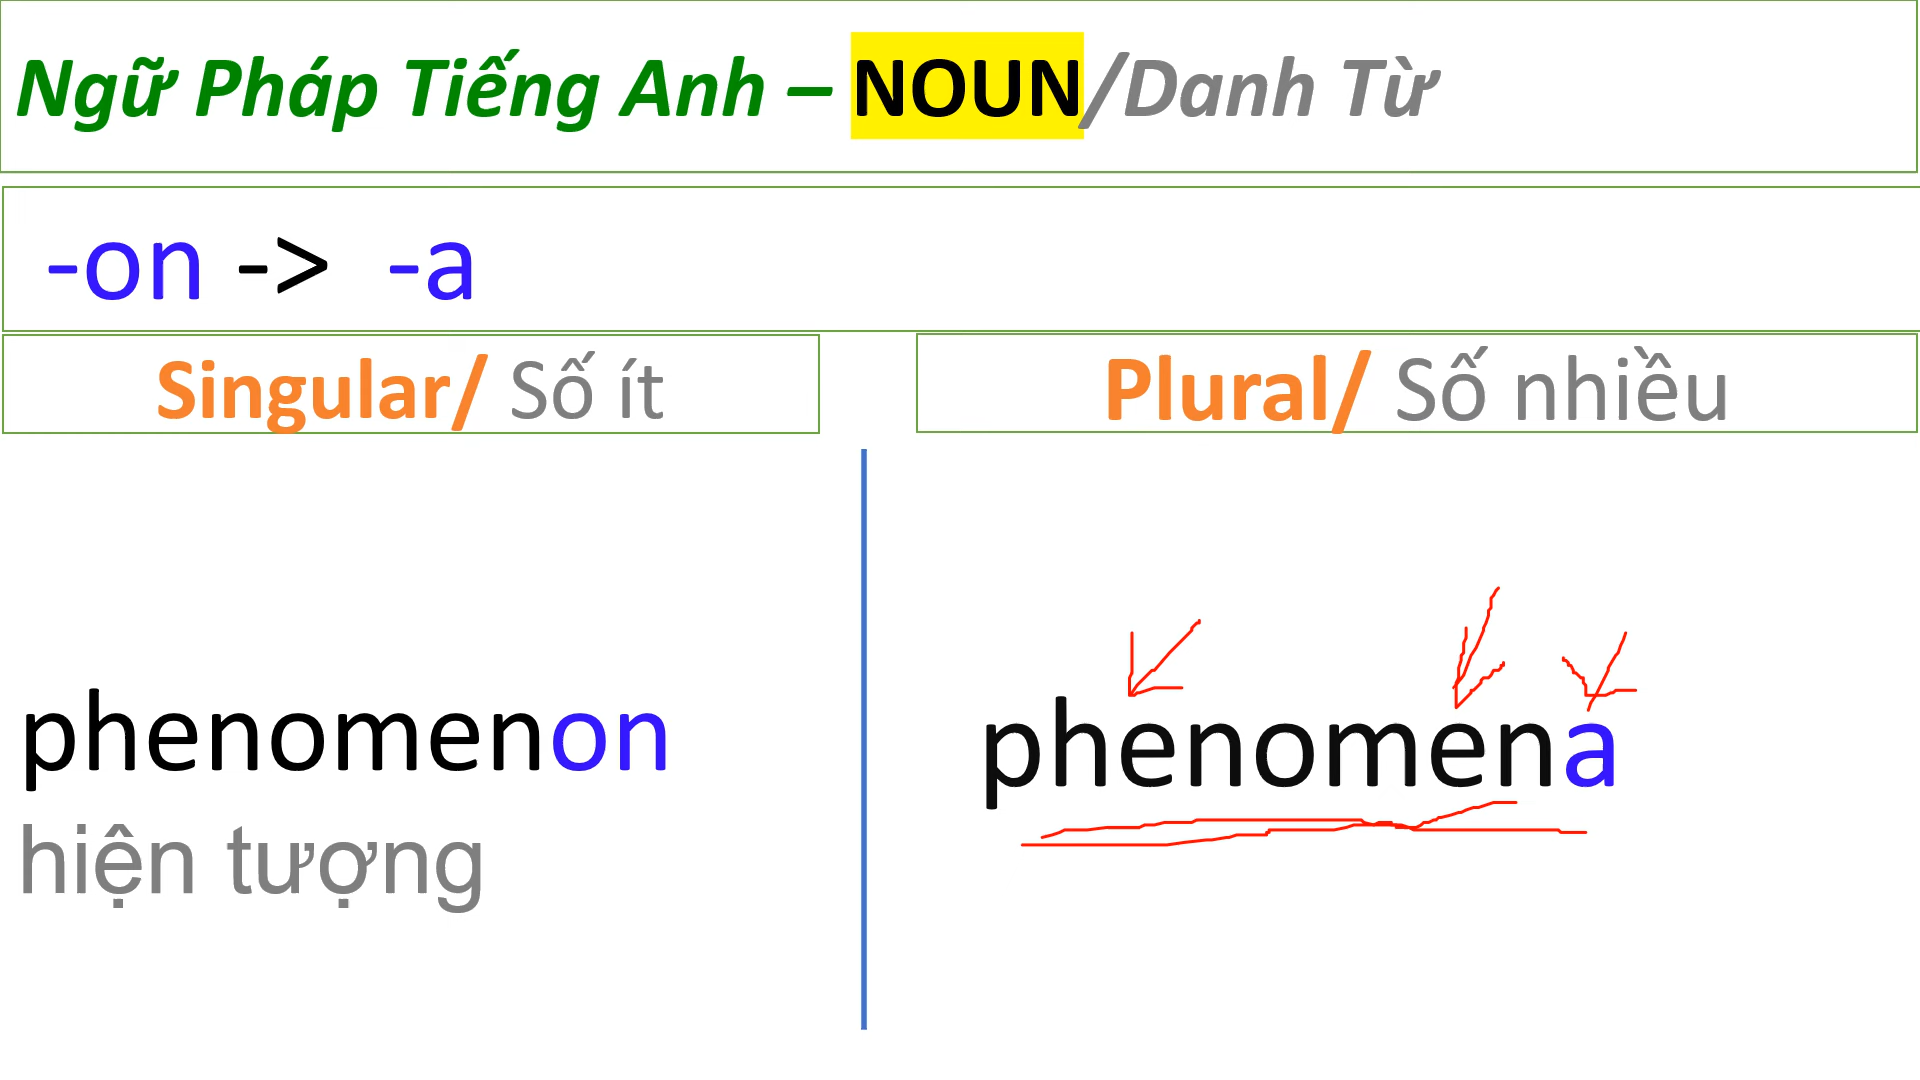 Ngữ Pháp Tiếng Anh – NOUN/Danh Từ
-on -> -a
Singular/ Số ít
Plural/ Số nhiều
phenomenon
hiện tượng
phenomena